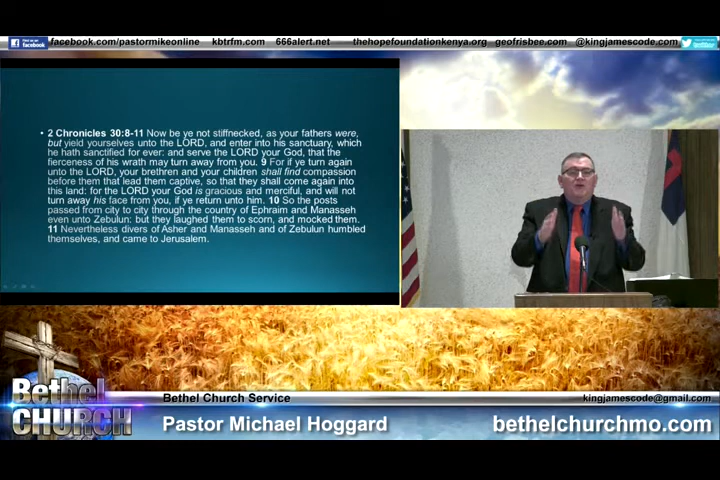 facebook.com/pastormikeonline kbtrfm.com 666alert.net thehopefoundationkenya.org geofrisbee.com @kingjamescode.com
• 2 Chronicles 30:8-11 Now be ye not stiffnecked, as your fathers were,
but yield yourselves unto the LORD, and enter into his sanctuary, which
he hath sanctified for ever: and serve the LORD your God, that the
fierceness of his wrath may turn away from you. 9 For if ye turn again
unto the LORD, your brethren and your children shall find compassion
before them that lead them captive, so that they shall come again into
this land: for the LORD your God is gracious and merciful, and will not
turn away his face from you, if ye return unto him. 10 So the posts
passed from city to city through the country of Ephraim and Manasseh
even unto Zebulun: but they laughed them to scorn, and mocked them.
11 Nevertheless divers of Asher and Manasseh and of Zebulun humbled
themselves, and came to Jerusalem.
Bethel
CHURCH
Bethel Church Service kingjamescode@gmail.com
Pastor Michael Hoggard bethelchurchmo.com